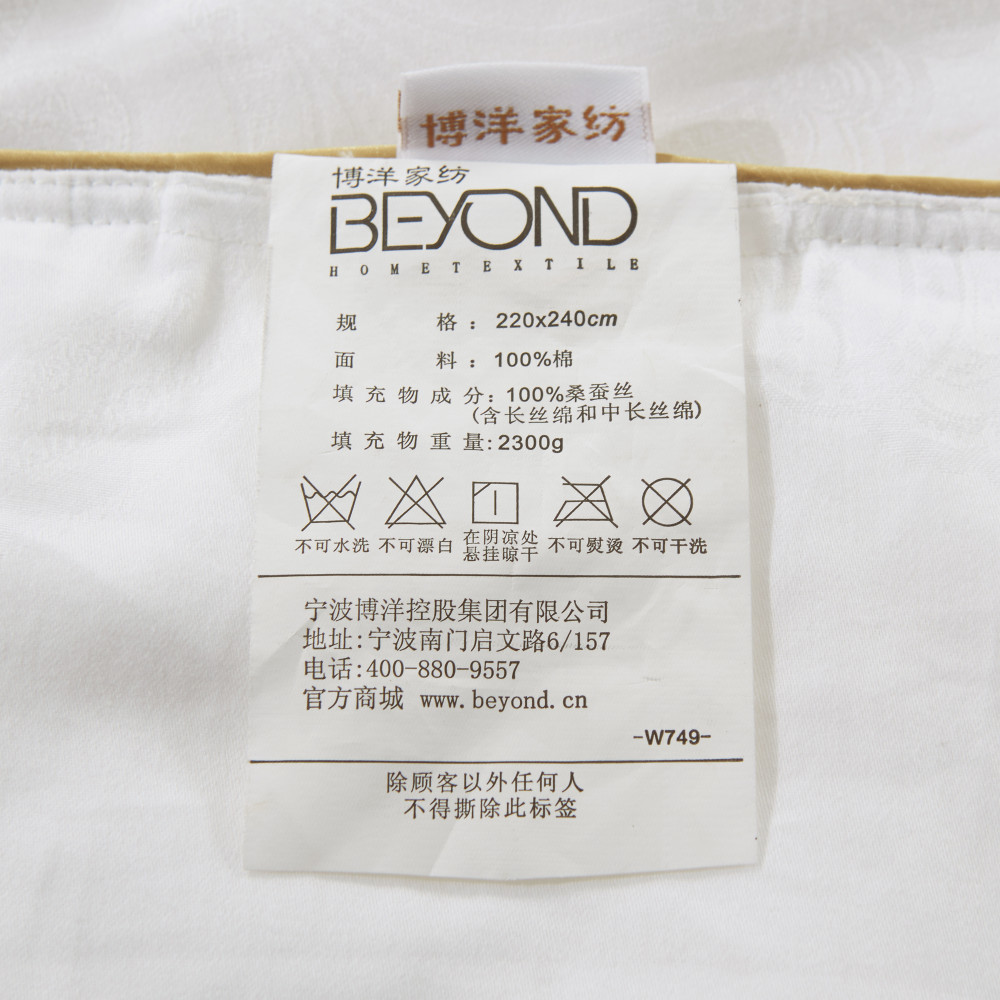 博洋家纺
博洋家纺
BEYOND
HOMETEXTILE
规 格：220x240cm
面 料：100%棉
填充物成分：100%桑蚕丝
(含长丝绵和中长丝绵)
填充物重量:2300g
不可水洗 不可漂白 在阴凉处悬挂晾干 不可熨烫 不可干洗
宁波博洋控股集团有限公司
地址:宁波南门启文路6/157
电话:400-880-9557
官方商城 www.beyond.cn
-W749-
除顾客以外任何人
不得撕除此标签